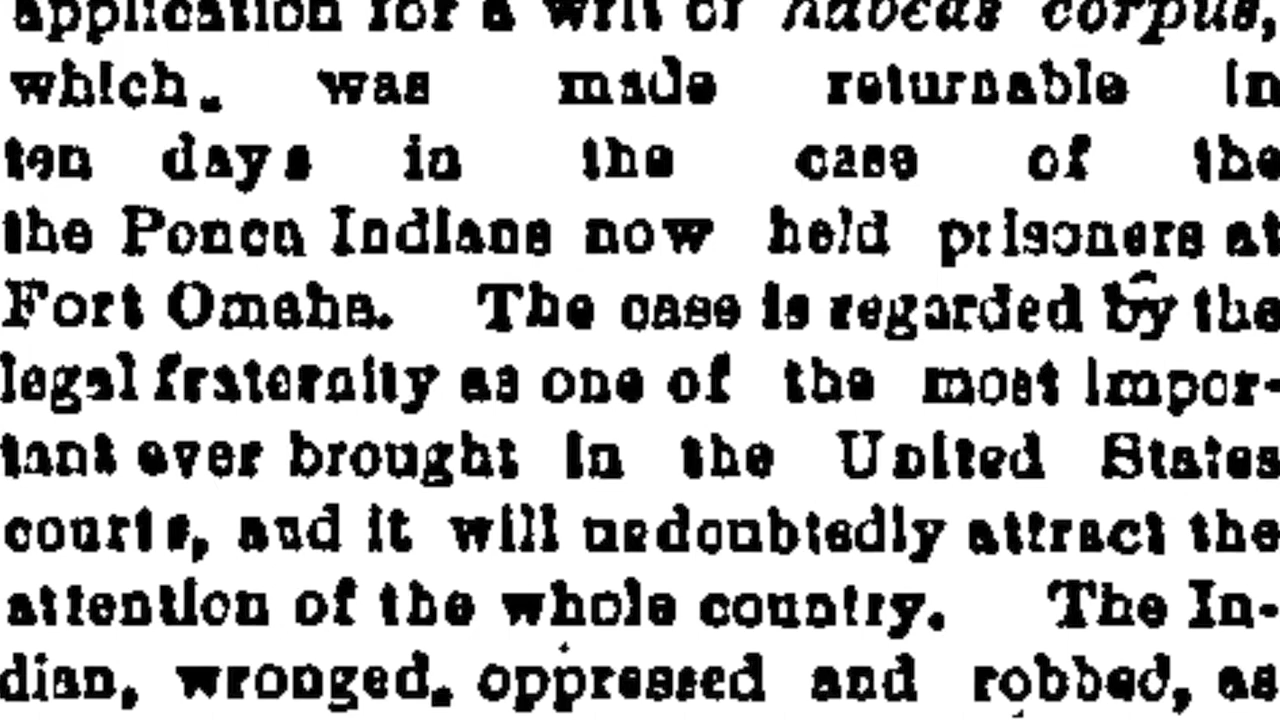 application for a writ of habeas corpus,
which, was made returnable in
ten days in the case of the
the Ponca Indians now held prisoners at
Fort Omaha. The case is regarded by the
legal fraternity as one of the most impor-
tant ever brought in the United States
courts, and it will undoubtedly attract the
attention of the whole country. The In-
dian, wronged, oppressed and robbed, as